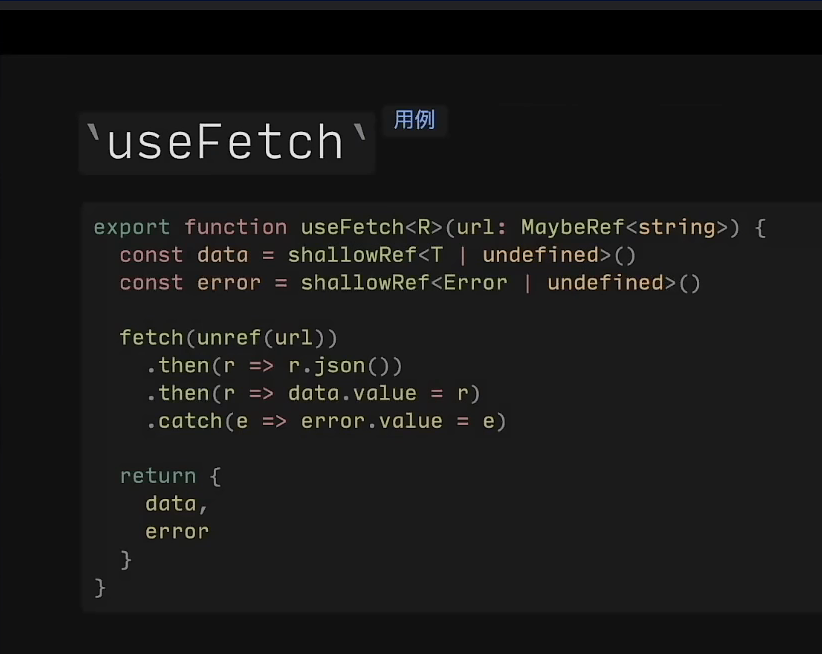 `useFetch`
用例
export function useFetch<R>(url: MaybeRef<string>) {
  const data = shallowRef<T | undefined>()
  const error = shallowRef<Error | undefined>()

  fetch(unref(url))
    .then(r => r.json())
    .then(r => data.value = r)
    .catch(e => error.value = e)

  return {
    data,
    error
  }
}